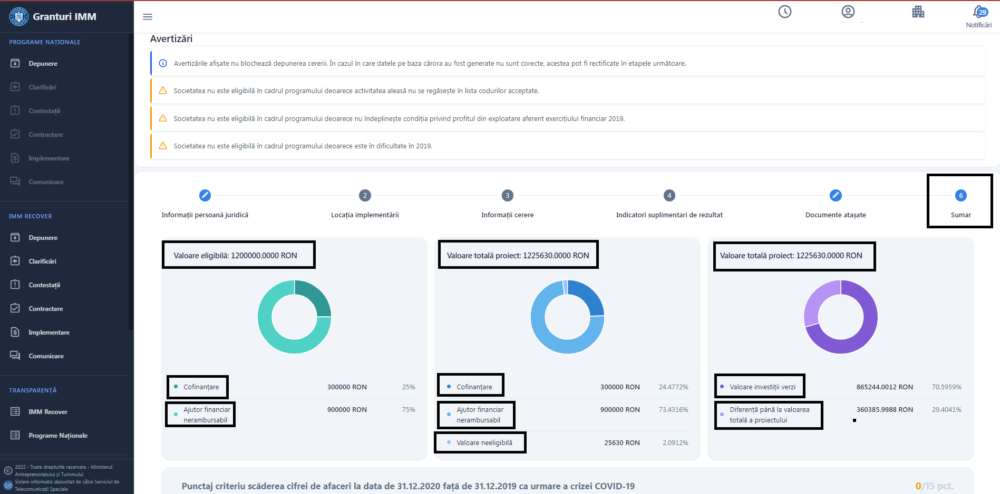 Granturi IMM
PROGRAME NAȚIONALE
Depunere
Clarificări
Contestații
Contractare
Implementare
Comunicare
IMM RECOVER
Depunere
Clarificări
Contestații
Contractare
Implementare
Comunicare
TRANSPARENȚĂ
IMM Recover
Programe Naționale
2022 - Toate drepturile rezervate - Ministerul
Antreprenoriatului și Turismului
Sistem informatic dezvoltat de către Serviciul de
Telecomunicații Speciale
29
Notificări
Avertizări
Avertizările afișate nu blochează depunerea cererii. În cazul în care datele pe baza cărora au fost generate nu sunt corecte, acestea pot fi rectificate în etapele următoare.
Societatea nu este eligibilă în cadrul programului deoarece activitatea aleasă nu se regăsește în lista codurilor acceptate.
Societatea nu este eligibilă în cadrul programului deoarece nu îndeplinește condiția privind profitul din exploatare aferent exercițiului financiar 2019.
Societatea nu este eligibilă în cadrul programului deoarece este în dificultate în 2019.
Informații persoană juridică
2
Locația implementării
3
Informații cerere
4
Indicatori suplimentari de rezultat
Documente atașate
6
Sumar
Valoare eligibilă: 1200000.0000 RON
Cofinanțare 300000 RON 25%
Ajutor financiar 900000 RON 75%
nerambursabil
Valoare totală proiect: 1225630.0000 RON
Cofinanțare 300000 RON 24.4772%
Ajutor financiar 900000 RON 73.4316%
nerambursabil
Valoare neeligibilă 25630 RON 2.0912%
Valoare totală proiect: 1225630.0000 RON
Valoare investiții verzi 865244.0012 RON 70.5959%
Diferență până la valoarea 360385.9988 RON 29.4041%
totală a proiectului
Punctaj criteriu scăderea cifrei de afaceri la data de 31.12.2020 față de 31.12.2019 ca urmare a crizei COVID-19 0/15 pct.